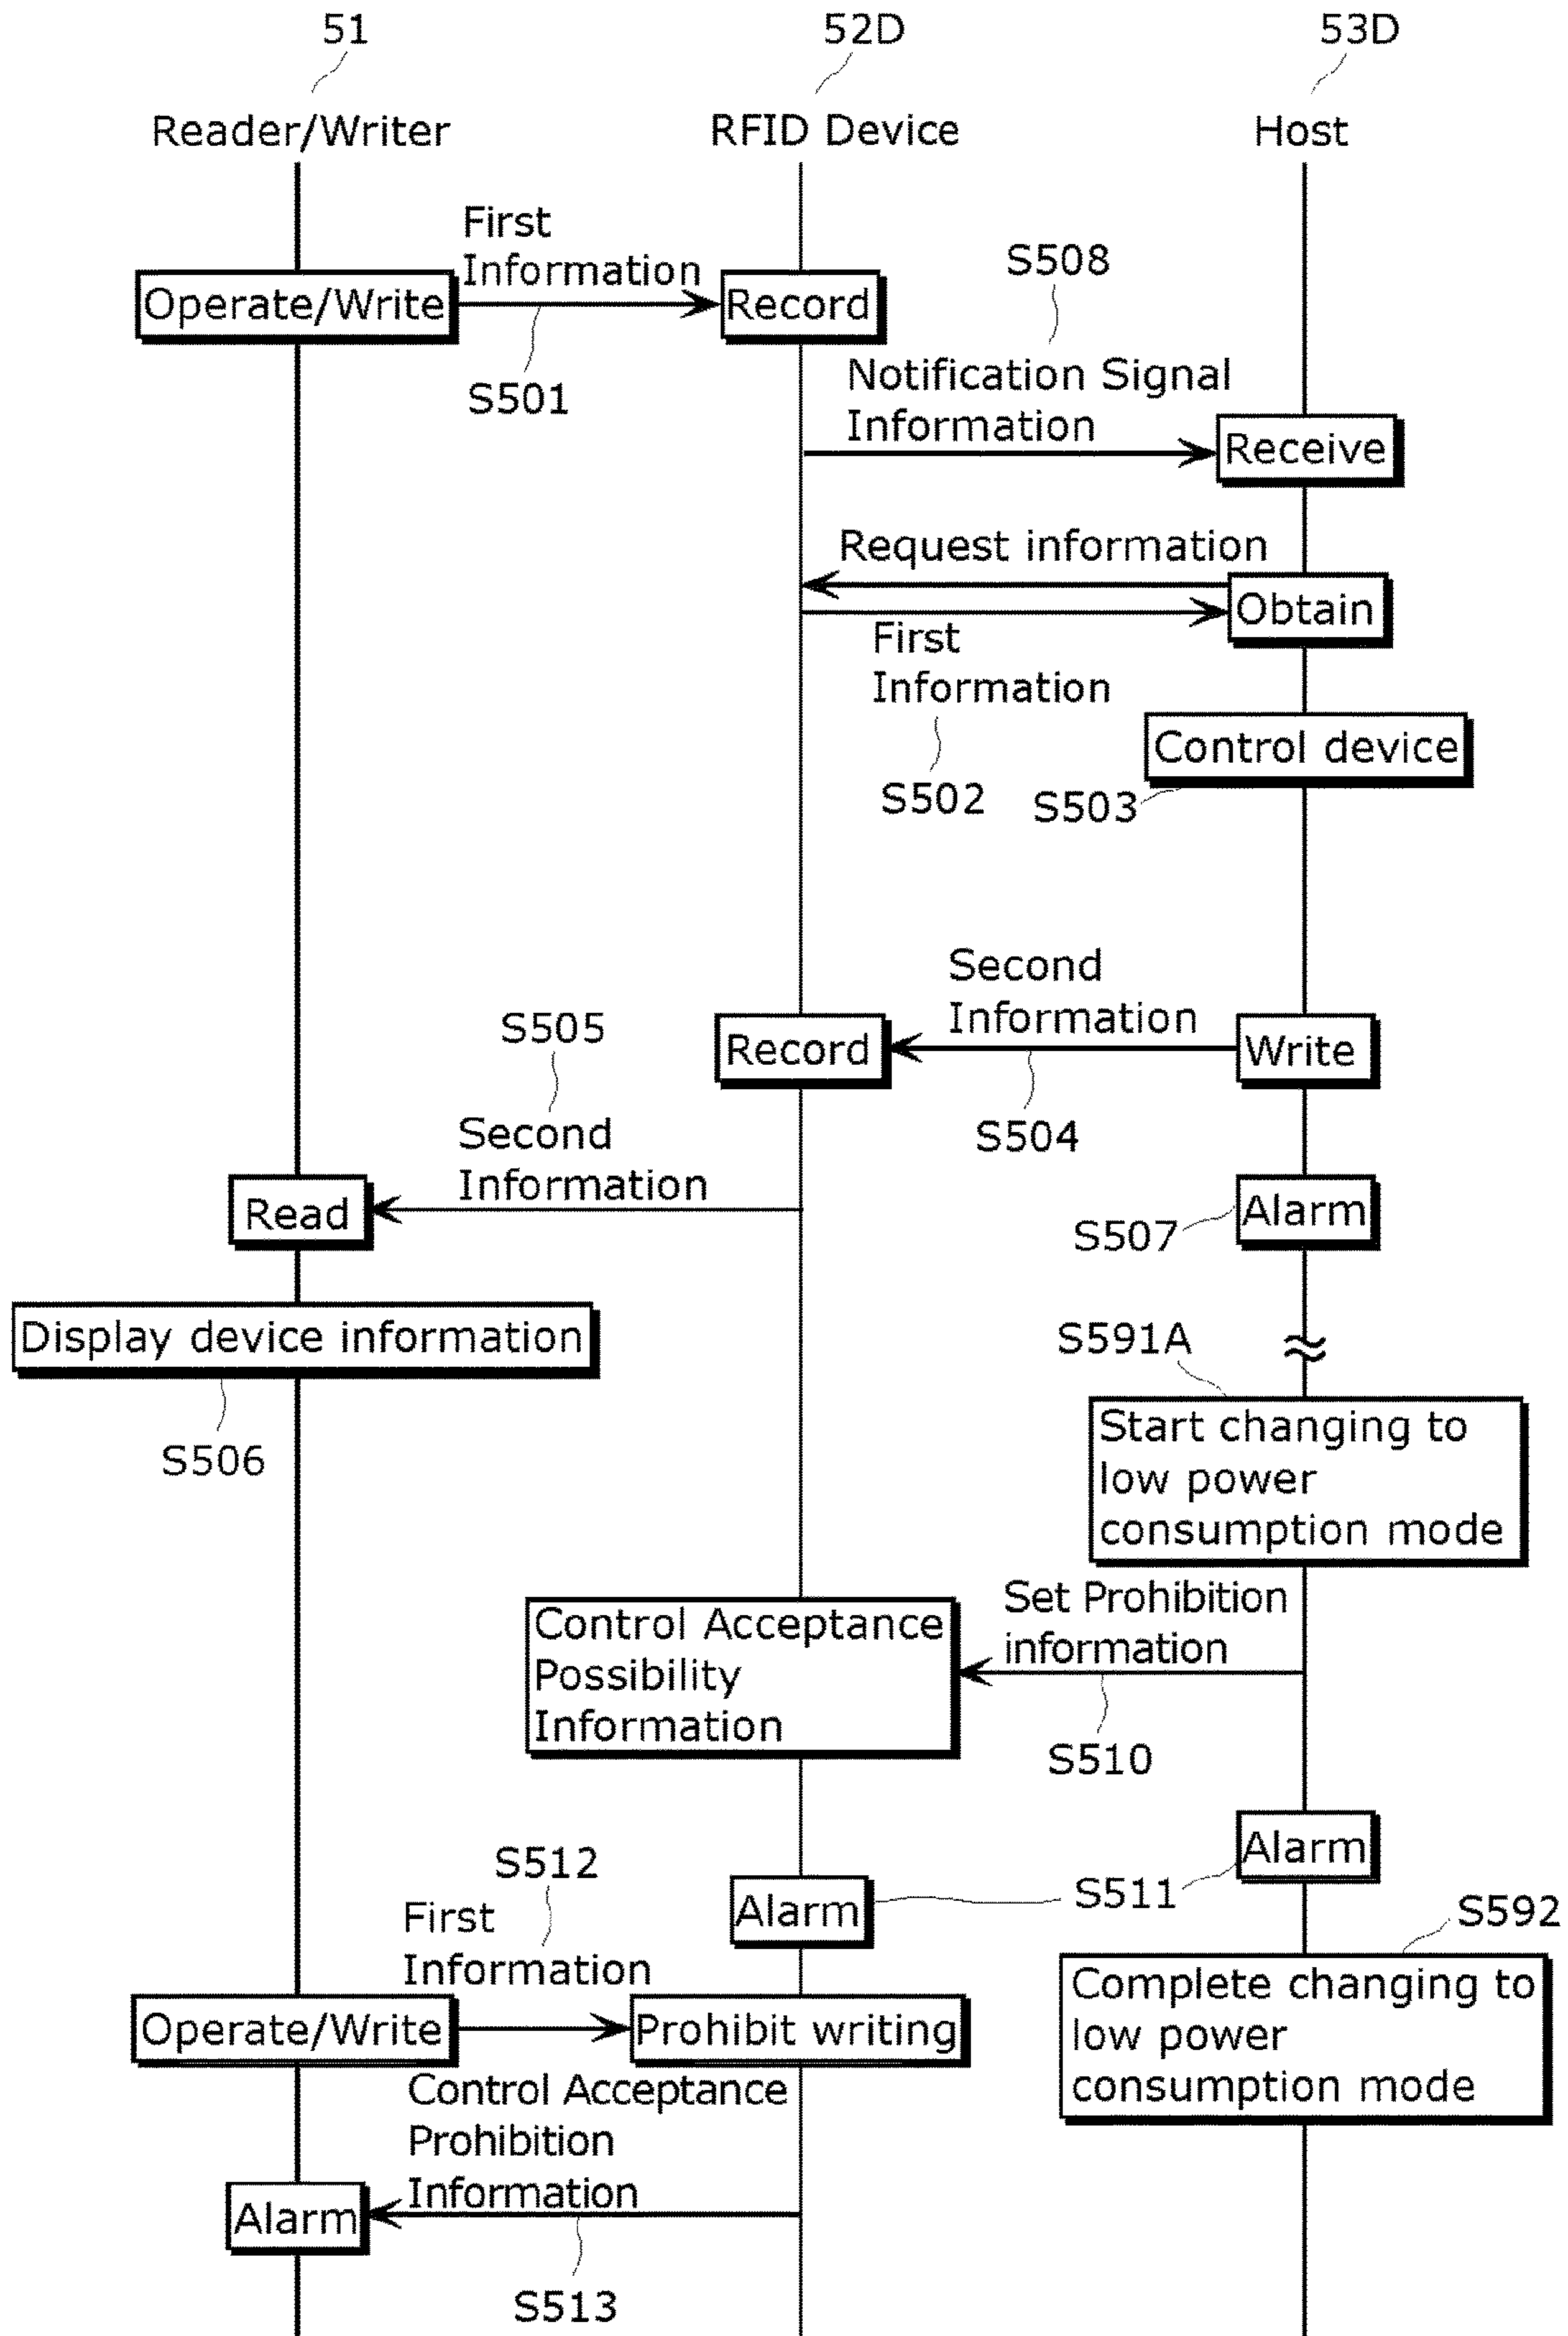 51
52D
53D
Reader/Writer
RFID Device
Host
First
Information
S508
Operate/Write
Record
S501
Notification Signal
Information
Receive
Request information
Obtain
First
Information
Control device
S502
S503
Second
Information
S505
Record
Write
S504
Second
Information
Read
Alarm
S507
Display device information
S591A
S506
Start changing to
low power
consumption mode
Set Prohibition
information
Control Acceptance
Possibility
Information
S510
Alarm
S512
S511
Alarm
First
Information
S592
Operate/Write
Prohibit writing
Complete changing to
low power
consumption mode
Control Acceptance
Prohibition
Information
Alarm
S513